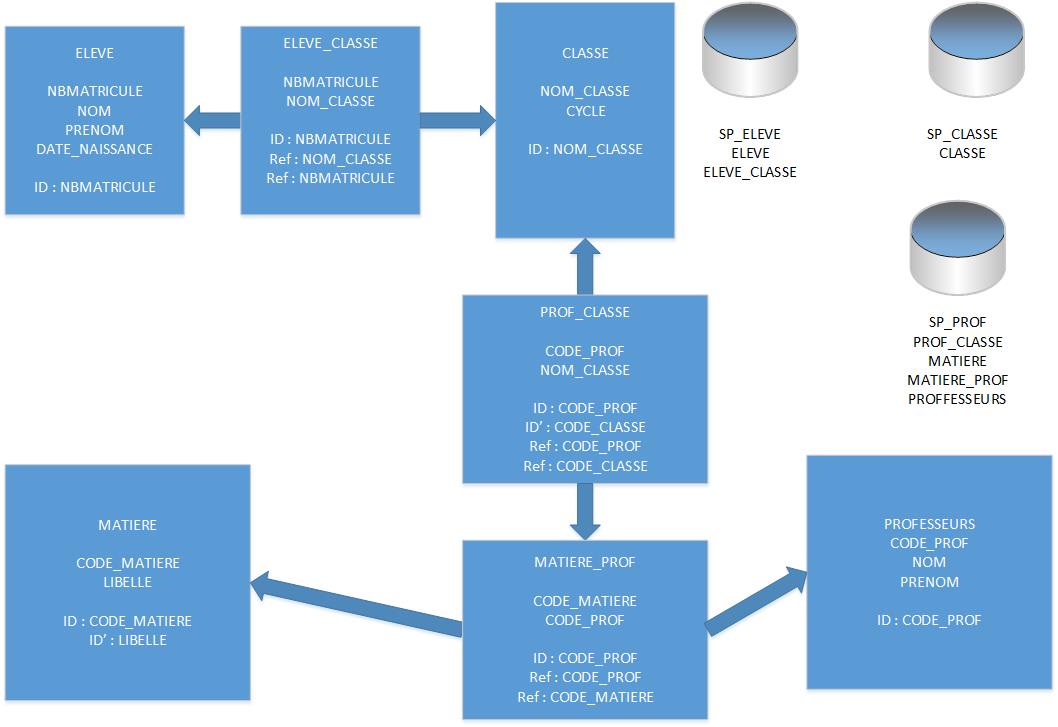 ELEVE
NBMATRICULE
NOM
PRENOM
DATE_NAISSANCE
ID : NBMATRICULE
ELEVE_CLASSE
NBMATRICULE
NOM_CLASSE
ID : NBMATRICULE
Ref : NOM_CLASSE
Ref : NBMATRICULE
CLASSE
NOM_CLASSE
CYCLE
ID : NOM_CLASSE
SP_ELEVE
ELEVE
ELEVE_CLASSE
SP_CLASSE
CLASSE
SP_PROF
PROF_CLASSE
MATIERE
MATIERE_PROF
PROFFESSEURS
PROF_CLASSE
CODE_PROF
NOM_CLASSE
ID : CODE_PROF
ID’ : CODE_CLASSE
Ref : CODE_PROF
Ref : CODE_CLASSE
MATIERE
CODE_MATIERE
LIBELLE
ID : CODE_MATIERE
ID’ : LIBELLE
MATIERE_PROF
CODE_MATIERE
CODE_PROF
ID : CODE_PROF
Ref : CODE_PROF
Ref : CODE_MATIERE
PROFESSEURS
CODE_PROF
NOM
PRENOM
ID : CODE_PROF